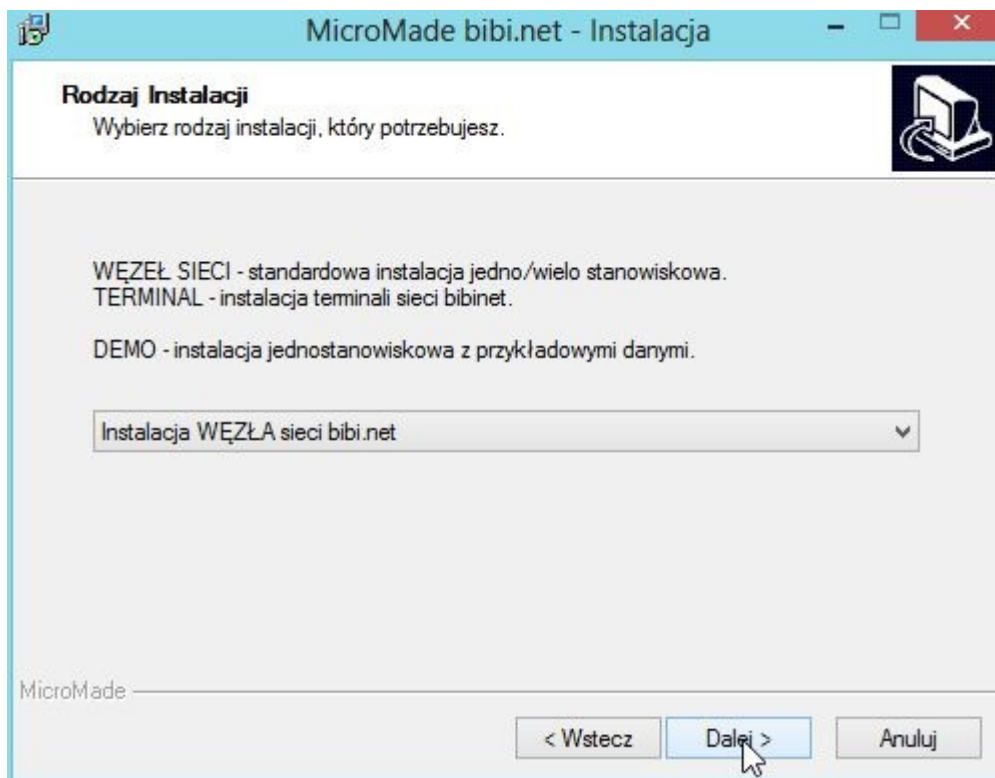 MicroMade bibi.net - Instalacja
Rodzaj Instalacji
Wybierz rodzaj instalacji, który potrzebujesz.
WĘZEŁ SIECI - standardowa instalacja jedno/wielo stanowiskowa.
TERMINAL - instalacja terminali sieci bibinet.
DEMO - instalacja jednostanowiskowa z przykładowymi danymi.
Instalacja WĘZŁA sieci bibi.net
MicroMade
< Wstecz
Dalej >
Anuluj